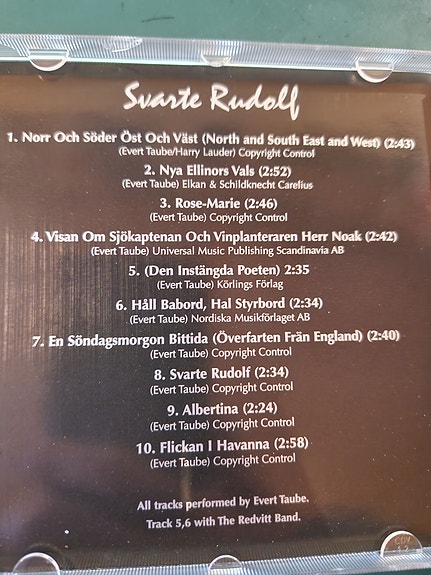 Svarte Rudolf
1. Norr Och Söder Öst Och Väst (North and South East and West) (2:43)
(Evert Taube/Harry Lauder) Copyright Control
2. Nya Ellinors Vals (2:52)
(Evert Taube) Elkan & Schildknecht Carelius
3. Rose-Marie (2:46)
(Evert Taube) Copyright Control
4. Visan Om Sjökaptenan Och Vinplanteraren Herr Noak (2:42)
(Evert Taube) Universal Music Publishing Scandinavia AB
5. (Den Instängda Poeten) 2:35
(Evert Taube) Körlings Förlag
6. Håll Babord, Hal Styrbord (2:34)
(Evert Taube) Nordiska Musikförlaget AB
7. En Söndagsmorgon Bittida (Överfarten Frän England) (2:40)
(Evert Taube) Copyright Control
8. Svarte Rudolf (2:34)
(Evert Taube) Copyright Control
9. Albertina (2:24)
(Evert Taube) Copyright Control
10. Flickan I Havanna (2:58)
(Evert Taube) Copyright Control
All tracks performed by Evert Taube.
Track 5,6 with The Redvitt Band.